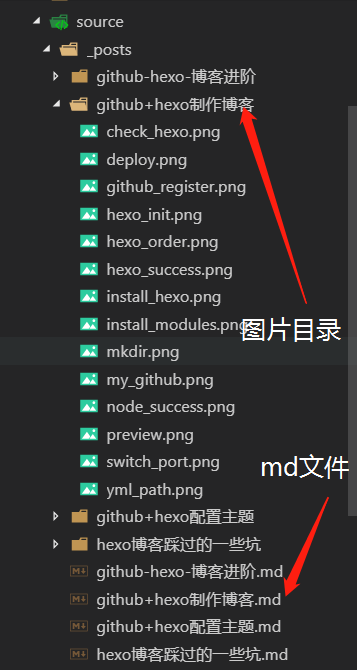 source
_posts
github-hexo-博客进阶
github+hexo制作博客
check_hexo.png
deploy.png
github_register.png
hexo_init.png
hexo_order.png
hexo_success.png
install_hexo.png
install_modules.png
图片目录
mkdir.png
my_github.png
node_success.png
preview.png
switch_port.png
md文件
yml_path.png
github+hexo配置主题
hexo博客踩过的一些坑
github-hexo-博客进阶.md
github+hexo制作博客.md
github+hexo配置主题.md
hexo博客踩过的一些坑.md